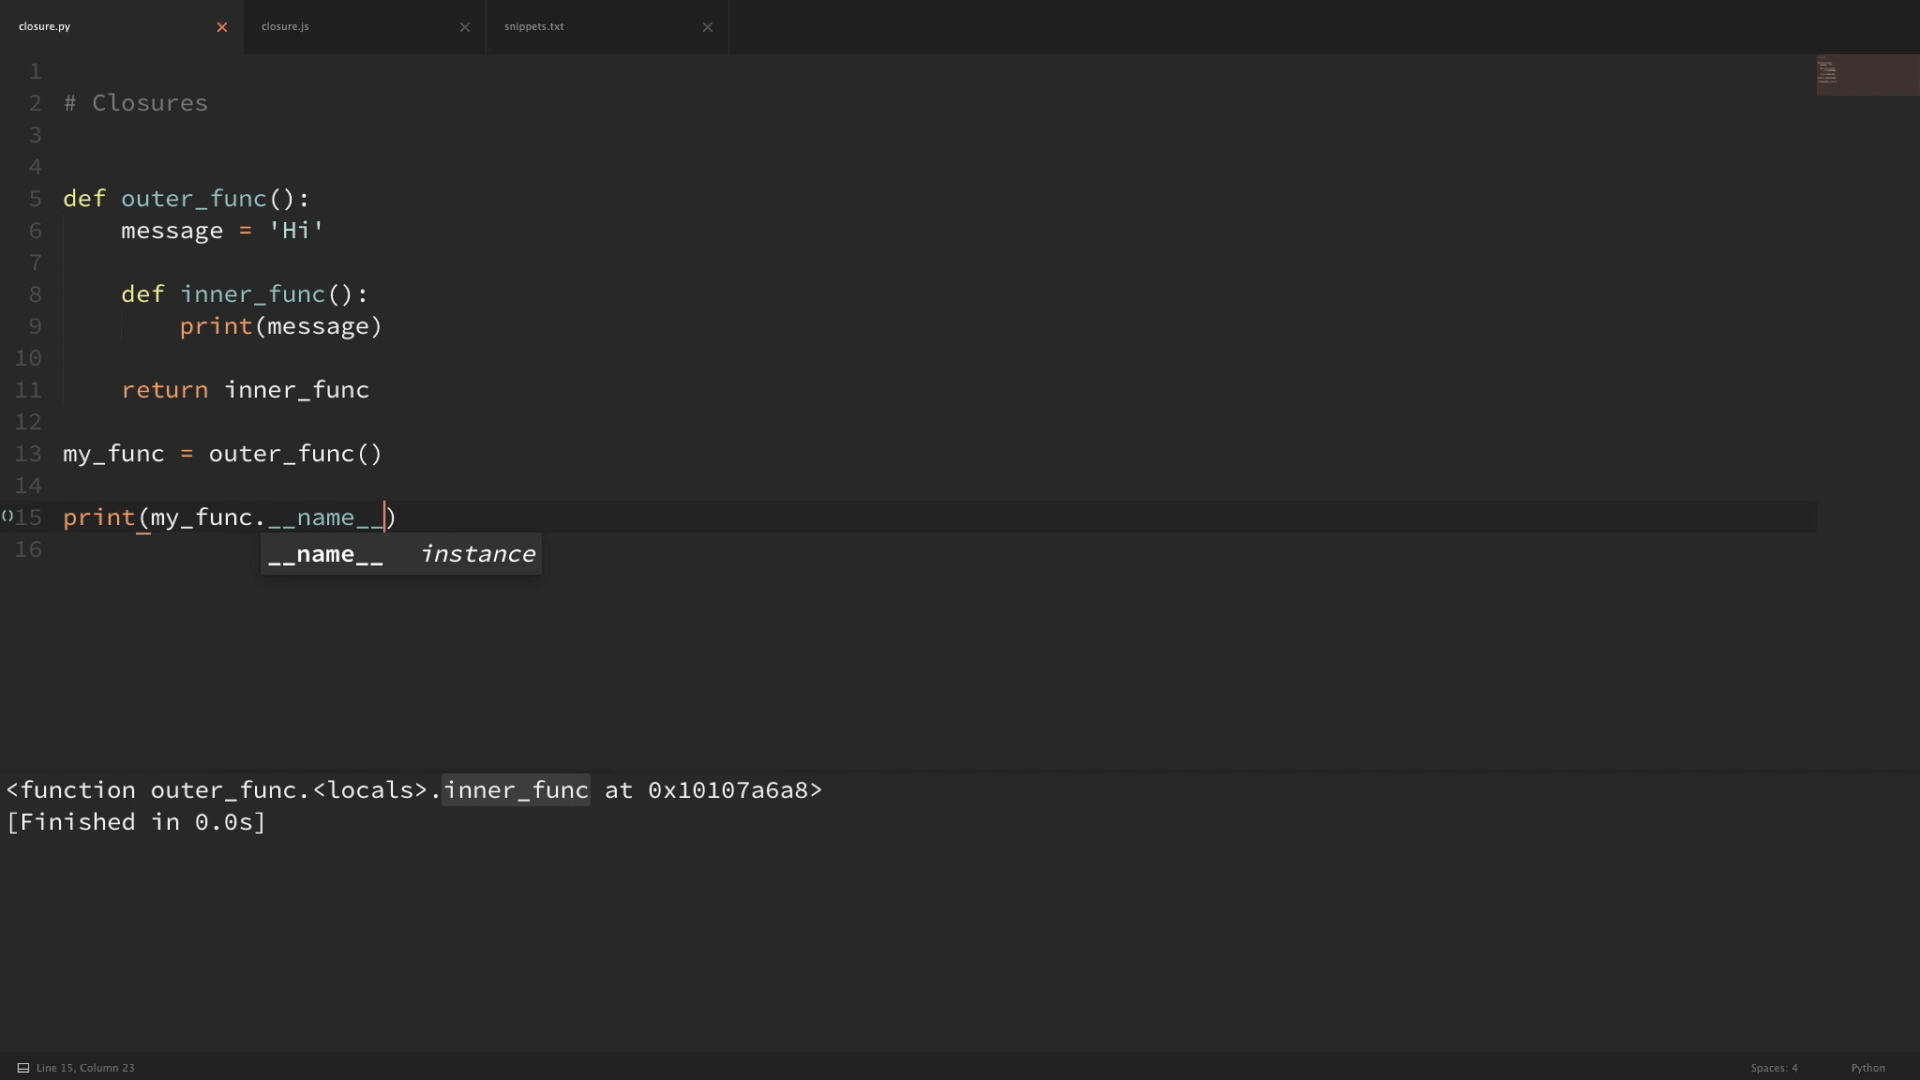 closure.py closure.js snippets.txt
1
2 # Closures
3
4
5 def outer_func():
6     message = 'Hi'
7
8     def inner_func():
9         print(message)
10
11     return inner_func
12
13 my_func = outer_func()
14
()15 print(my_func.__name__)
__name__ instance
16
<function outer_func.<locals>.inner_func at 0x10107a6a8>
[Finished in 0.0s]
Line 15, Column 23 Spaces: 4 Python